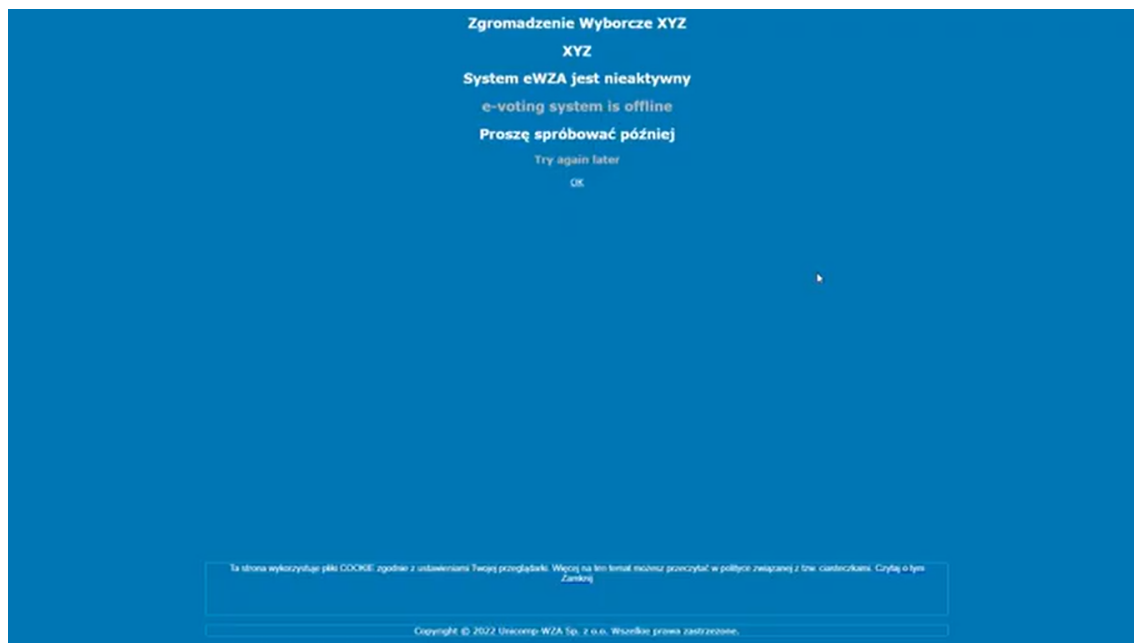 Zgromadzenie Wyborcze XYZ
XYZ
System eWZA jest nieaktywny
e-voting system is offline
Proszę spróbować później
Try again later
OK
Ta strona wykorzystuje pliki COOKIE zgodnie z ustawieniami Twojej przeglądarki. Więcej na ten temat możesz przeczytać w polityce związanej z tzw. ciasteczkami. Czytaj o tym
Zamknij
Copyright © 2022 Unicomp-WZA Sp. z o.o. Wszelkie prawa zastrzeżone.